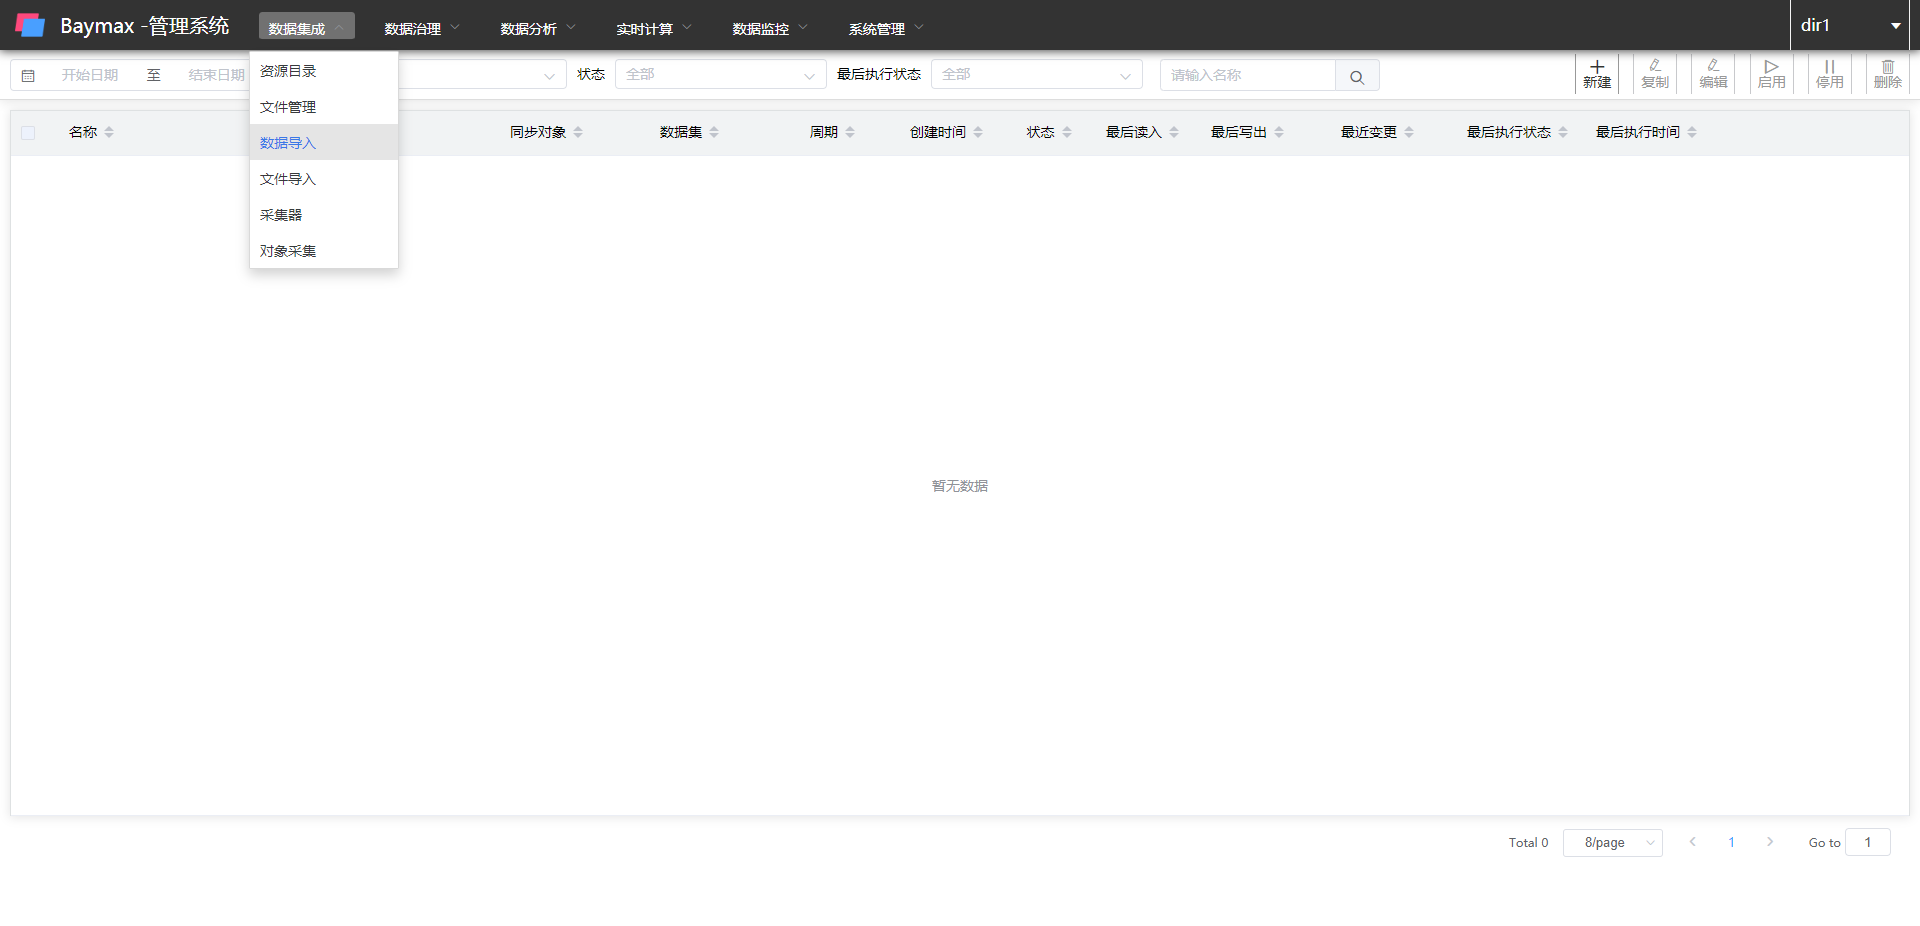 Baymax -管理系统 数据集成 数据治理 数据分析 实时计算 数据监控 系统管理 dir1
开始日期 至 结束日期 状态 全部 最后执行状态 全部 请输入名称 新建 复制 编辑 启用 停用 删除
资源目录
文件管理
数据导入
文件导入
采集器
对象采集
名称 同步对象 数据集 周期 创建时间 状态 最后读入 最后写出 最近变更 最后执行状态 最后执行时间
暂无数据
Total 0 8/page 1 Go to 1